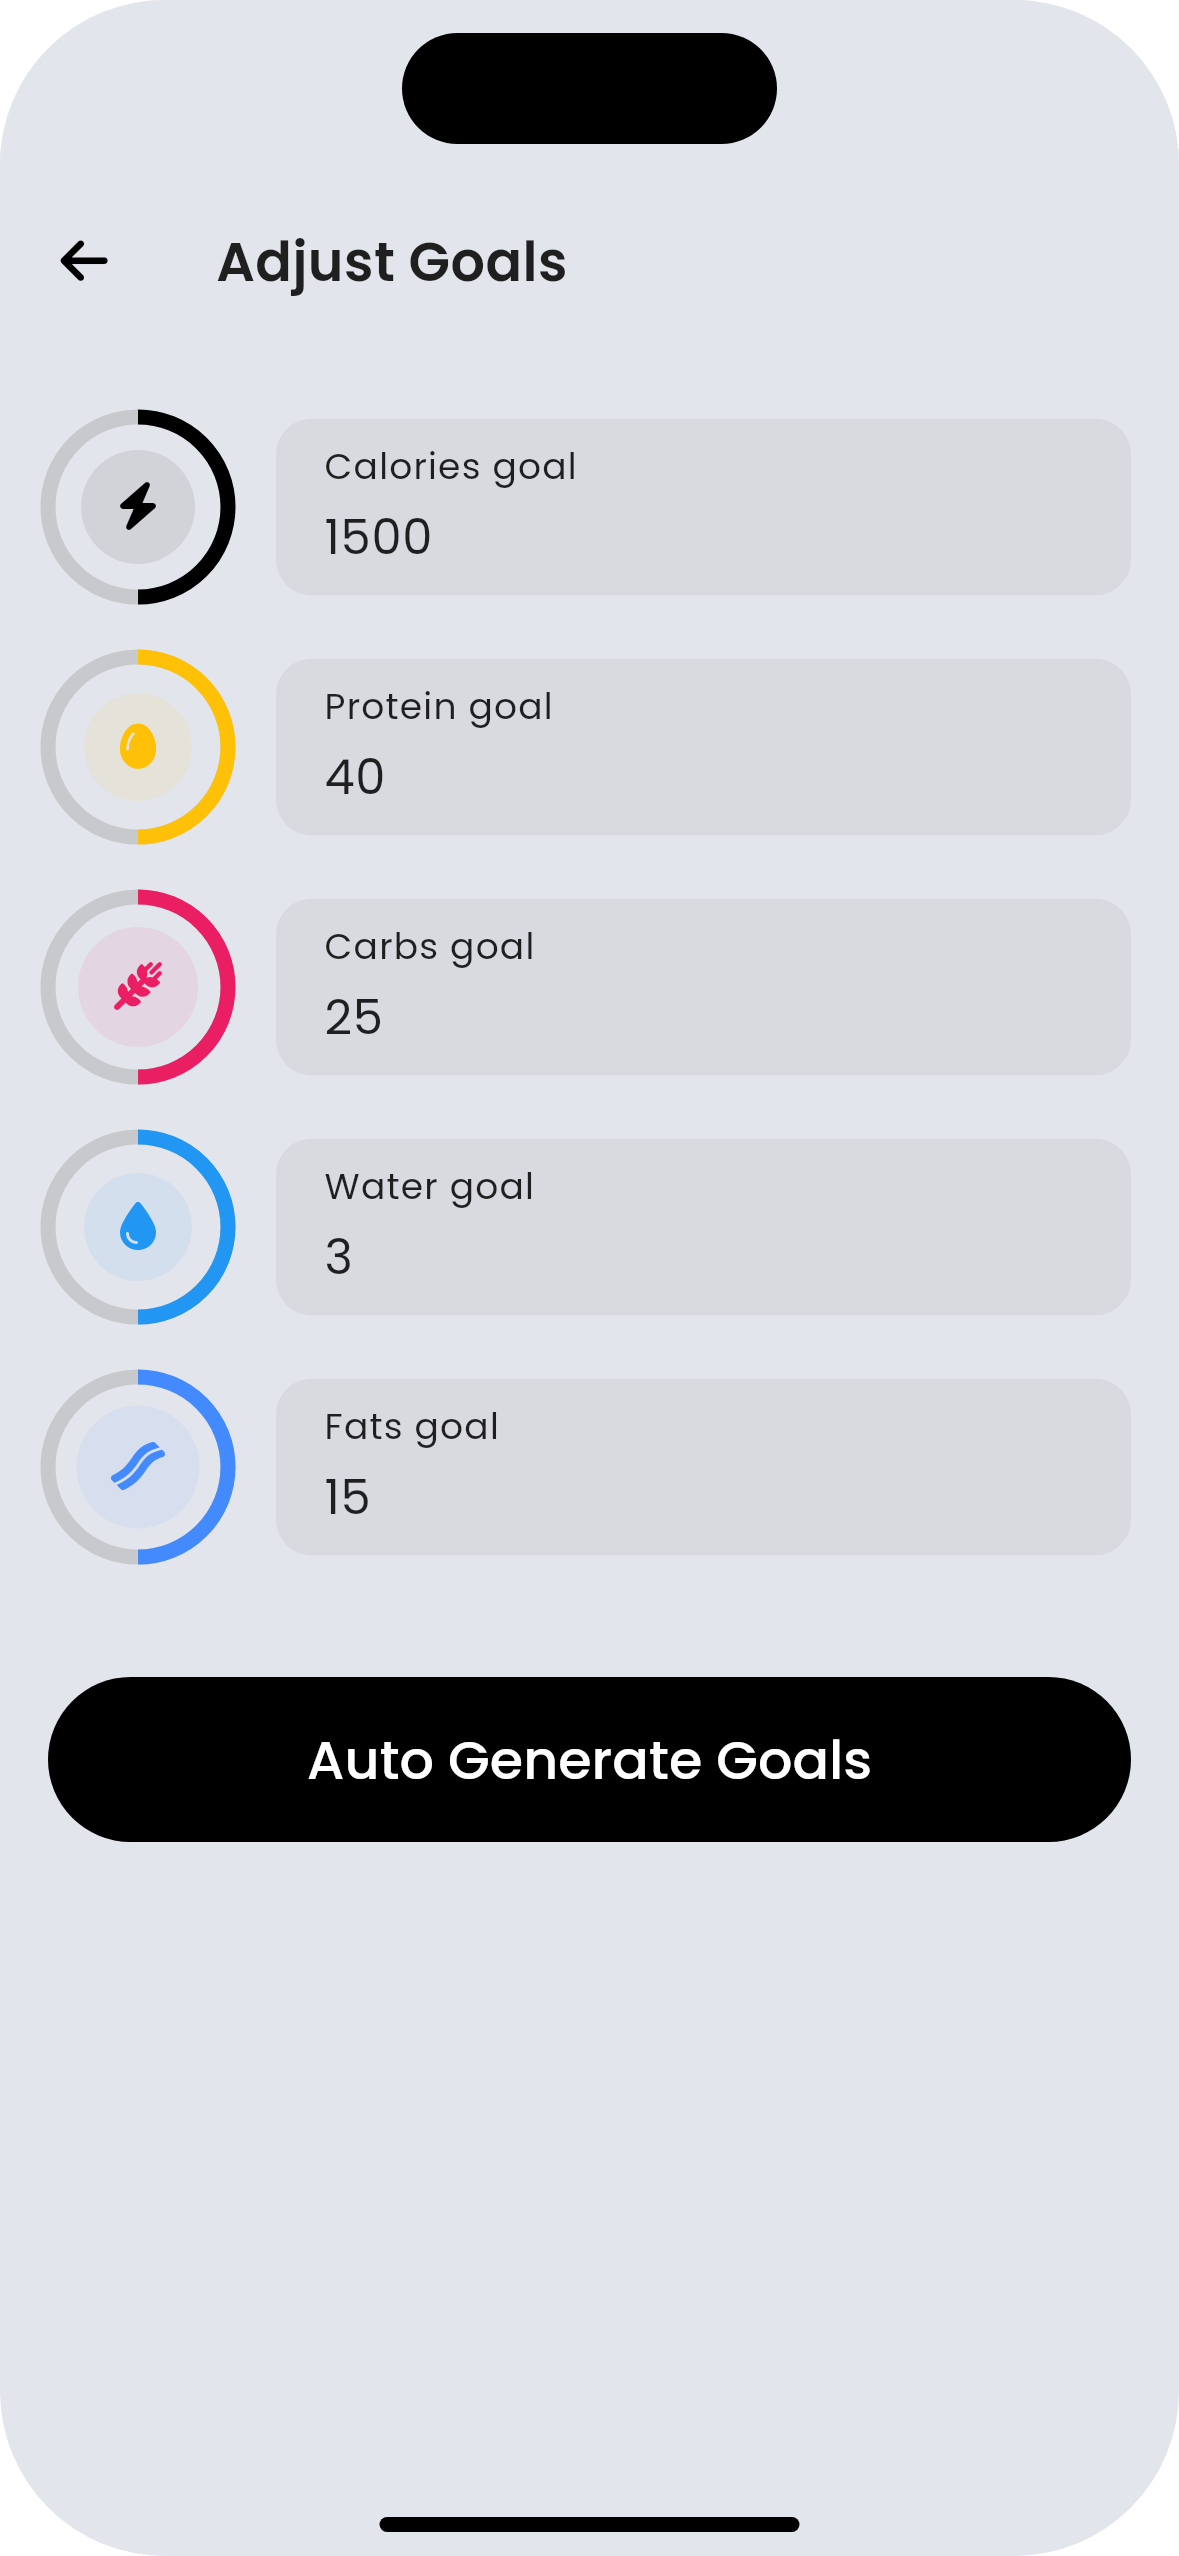 Adjust Goals
Calories goal
1500
Protein goal
40
Carbs goal
25
Water goal
3
Fats goal
15
Auto Generate Goals